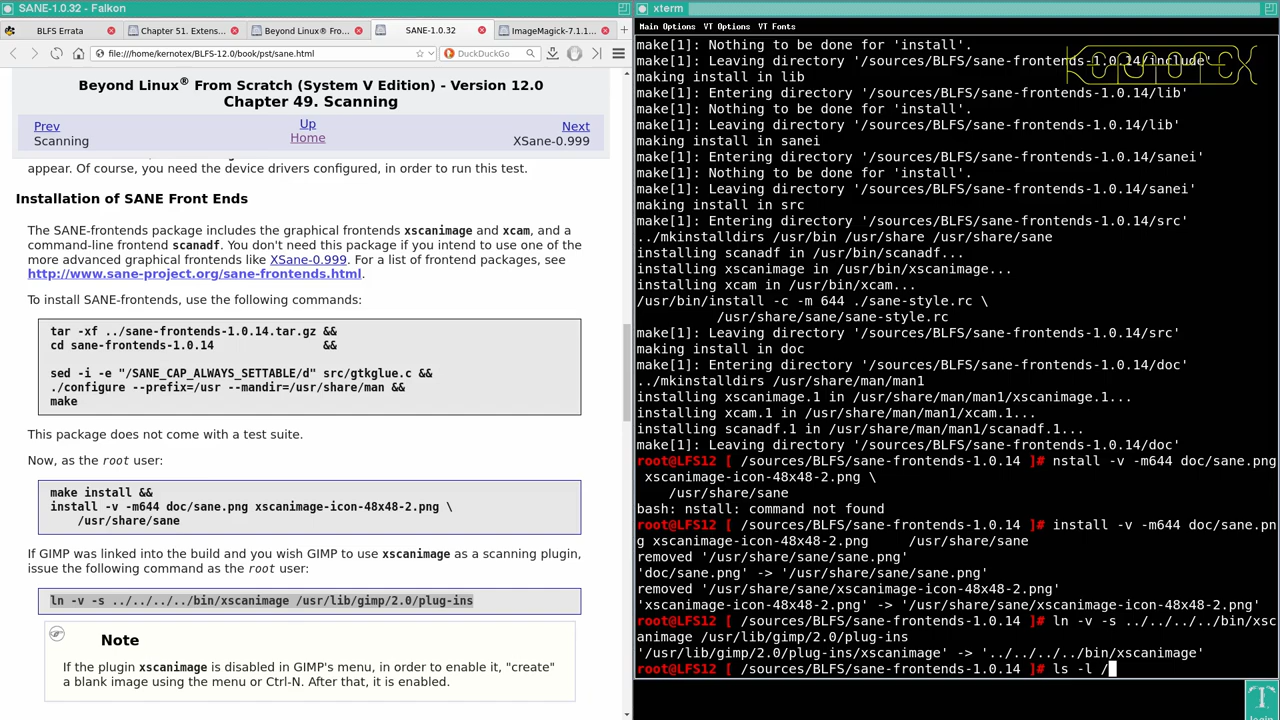 SANE-1.0.32 - Falkon
BLFS Errata
Chapter 51. Extens...
Beyond Linux® Fro...
SANE-1.0.32
ImageMagick-7.1.1...
file:///home/kernotex/BLFS-12.0/book/pst/sane.html
DuckDuckGo
Beyond Linux® From Scratch (System V Edition) - Version 12.0
Chapter 49. Scanning
Prev
Up
Next
Scanning
Home
XSane-0.999
appear. Of course, you need the device drivers configured, in order to run this test.
Installation of SANE Front Ends
The SANE-frontends package includes the graphical frontends xscanimage and xcam, and a
command-line frontend scanadf. You don't need this package if you intend to use one of the
more advanced graphical frontends like XSane-0.999. For a list of frontend packages, see
http://www.sane-project.org/sane-frontends.html.
To install SANE-frontends, use the following commands:
tar -xf ../sane-frontends-1.0.14.tar.gz &&
cd sane-frontends-1.0.14                &&
sed -i -e "/SANE_CAP_ALWAYS_SETTABLE/d" src/gtkglue.c &&
./configure --prefix=/usr --mandir=/usr/share/man &&
make
This package does not come with a test suite.
Now, as the root user:
make install &&
install -v -m644 doc/sane.png xscanimage-icon-48x48-2.png \
/usr/share/sane
If GIMP was linked into the build and you wish GIMP to use xscanimage as a scanning plugin,
issue the following command as the root user:
ln -v -s ../../../../bin/xscanimage /usr/lib/gimp/2.0/plug-ins
Note
If the plugin xscanimage is disabled in GIMP's menu, in order to enable it, "create"
a blank image using the menu or Ctrl-N. After that, it is enabled.
xterm
Main Options  VT Options  VT Fonts
KERNOTEX
make[1]: Nothing to be done for 'install'.
make[1]: Leaving directory '/sources/BLFS/sane-frontends-1.0.14/include'
making install in lib
make[1]: Entering directory '/sources/BLFS/sane-frontends-1.0.14/lib'
make[1]: Nothing to be done for 'install'.
make[1]: Leaving directory '/sources/BLFS/sane-frontends-1.0.14/lib'
making install in sanei
make[1]: Entering directory '/sources/BLFS/sane-frontends-1.0.14/sanei'
make[1]: Nothing to be done for 'install'.
make[1]: Leaving directory '/sources/BLFS/sane-frontends-1.0.14/sanei'
making install in src
make[1]: Entering directory '/sources/BLFS/sane-frontends-1.0.14/src'
../mkinstalldirs /usr/bin /usr/share /usr/share/sane
installing scanadf in /usr/bin/scanadf...
installing xscanimage in /usr/bin/xscanimage...
installing xcam in /usr/bin/xcam...
/usr/bin/install -c -m 644 ./sane-style.rc \
/usr/share/sane/sane-style.rc
make[1]: Leaving directory '/sources/BLFS/sane-frontends-1.0.14/src'
making install in doc
make[1]: Entering directory '/sources/BLFS/sane-frontends-1.0.14/doc'
../mkinstalldirs /usr/share/man/man1
installing xscanimage.1 in /usr/share/man/man1/xscanimage.1...
installing xcam.1 in /usr/share/man/man1/xcam.1...
installing scanadf.1 in /usr/share/man/man1/scanadf.1...
make[1]: Leaving directory '/sources/BLFS/sane-frontends-1.0.14/doc'
root@LFS12 [ /sources/BLFS/sane-frontends-1.0.14 ]# nstall -v -m644 doc/sane.png
xscanimage-icon-48x48-2.png \
/usr/share/sane
bash: nstall: command not found
root@LFS12 [ /sources/BLFS/sane-frontends-1.0.14 ]# install -v -m644 doc/sane.pn
g xscanimage-icon-48x48-2.png     /usr/share/sane
removed '/usr/share/sane/sane.png'
'doc/sane.png' -> '/usr/share/sane/sane.png'
removed '/usr/share/sane/xscanimage-icon-48x48-2.png'
'xscanimage-icon-48x48-2.png' -> '/usr/share/sane/xscanimage-icon-48x48-2.png'
root@LFS12 [ /sources/BLFS/sane-frontends-1.0.14 ]# ln -v -s ../../../../bin/xsc
animage /usr/lib/gimp/2.0/plug-ins
'/usr/lib/gimp/2.0/plug-ins/xscanimage' -> '../../../../bin/xscanimage'
root@LFS12 [ /sources/BLFS/sane-frontends-1.0.14 ]# ls -l /